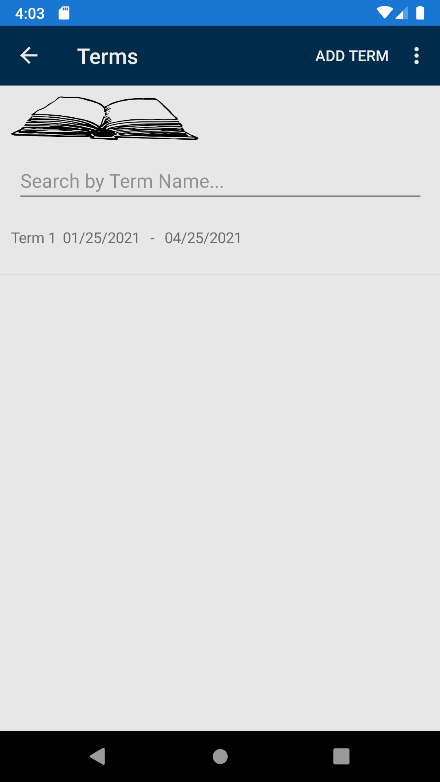 4:03
Terms ADD TERM
Search by Term Name...
Term 1 01/25/2021 - 04/25/2021